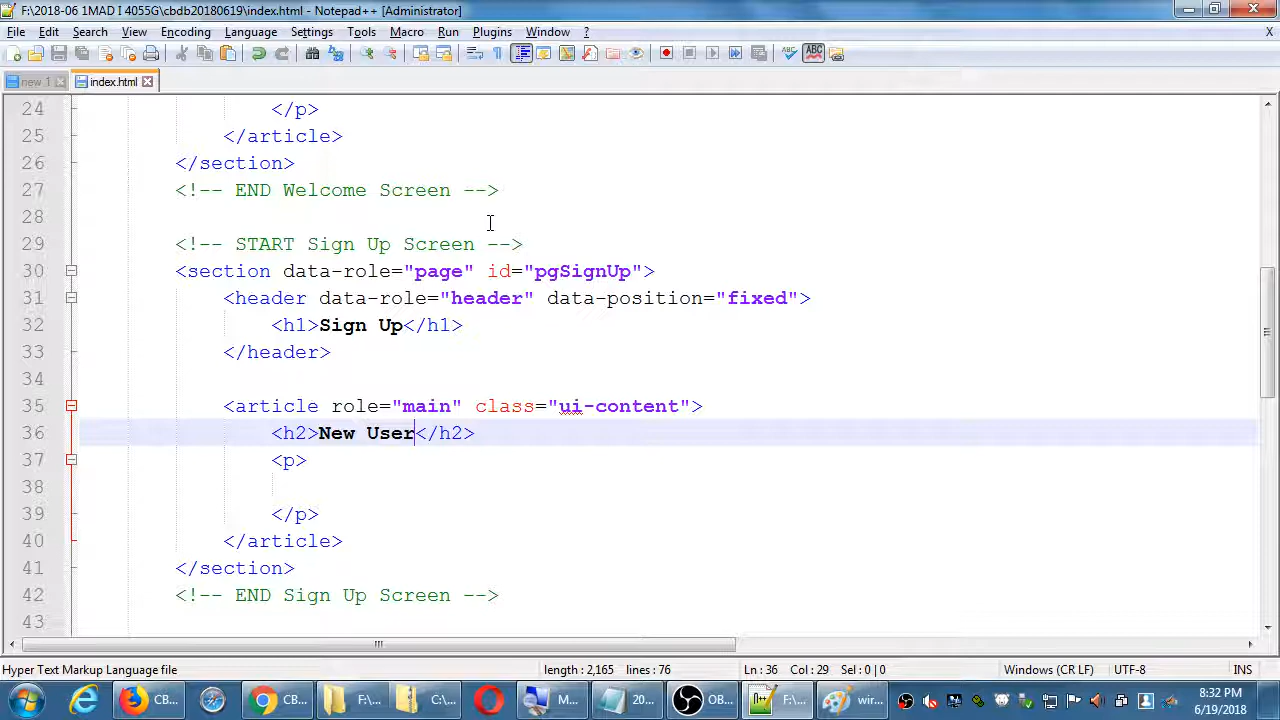 F:\2018-06 1MAD I 4055G\cbdb20180619\index.html - Notepad++ [Administrator]
File Edit Search View Encoding Language Settings Tools Macro Run Plugins Window ? X
new 1 index.html
24 </p>
25 </article>
26 </section>
27 <!-- END Welcome Screen -->
28
29 <!-- START Sign Up Screen -->
30 <section data-role="page" id="pgSignUp">
31 <header data-role="header" data-position="fixed">
32 <h1>Sign Up</h1>
33 </header>
34
35 <article role="main" class="ui-content">
36 <h2>New User</h2>
37 <p>
38
39 </p>
40 </article>
41 </section>
42 <!-- END Sign Up Screen -->
43
Hyper Text Markup Language file length : 2,165 lines : 76 Ln : 36 Col : 29 Sel : 0 | 0 Windows (CR LF) UTF-8 INS
CB... CB... F:\... C:\... M... 20... OB... F:\... wir... 8:32 PM
6/19/2018